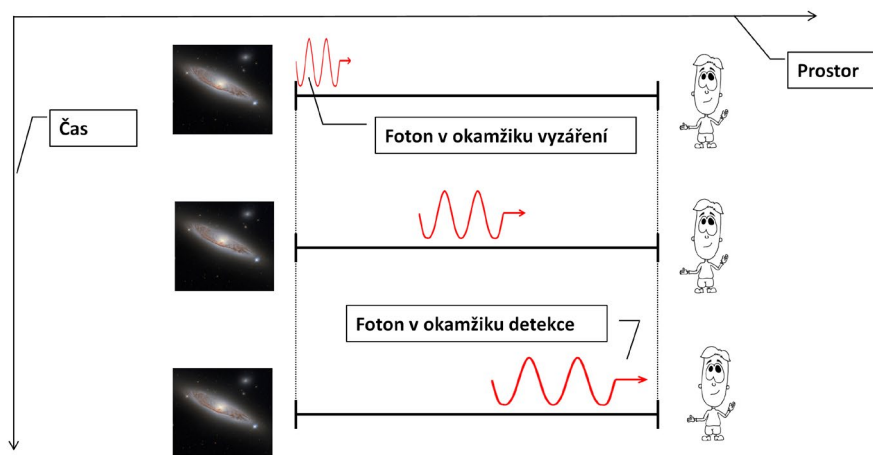 Prostor
Čas
Foton v okamžiku vyzáření
Foton v okamžiku detekce